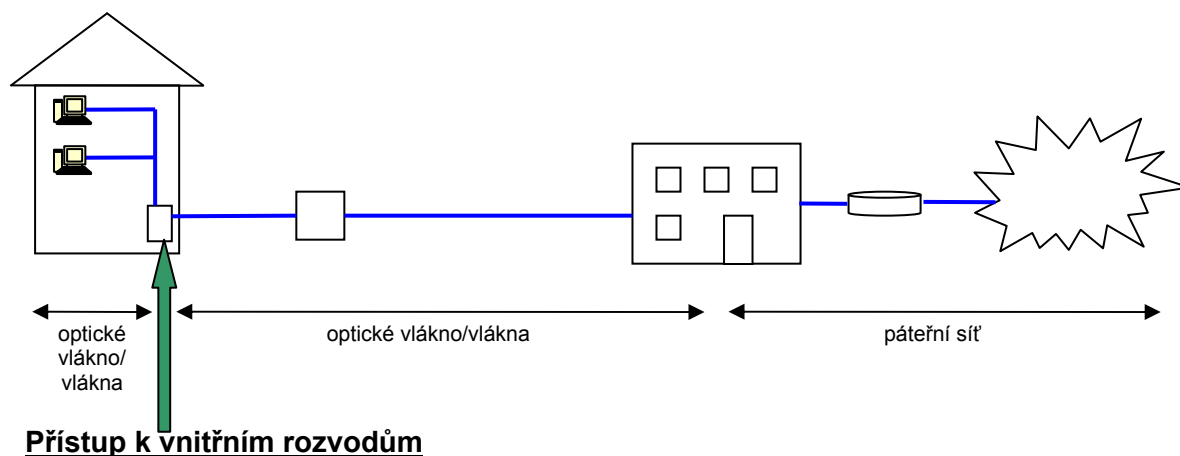 optické
vlákno/
vlákna
optické vlákno/vlákna
páteřní síť
Přístup k vnitřním rozvodům